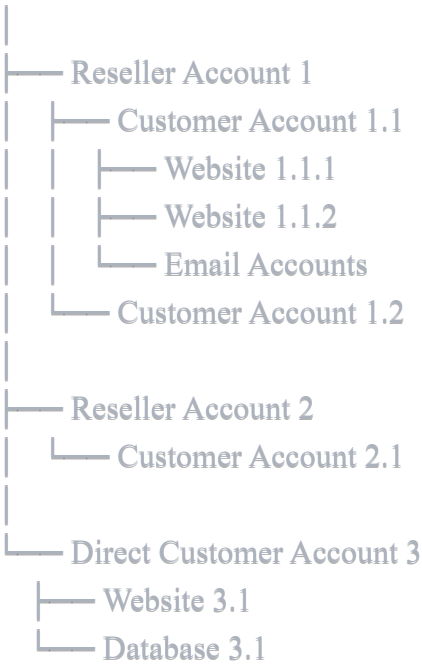 Reseller Account 1
Customer Account 1.1
Website 1.1.1
Website 1.1.2
Email Accounts
Customer Account 1.2
Reseller Account 2
Customer Account 2.1
Direct Customer Account 3
Website 3.1
Database 3.1